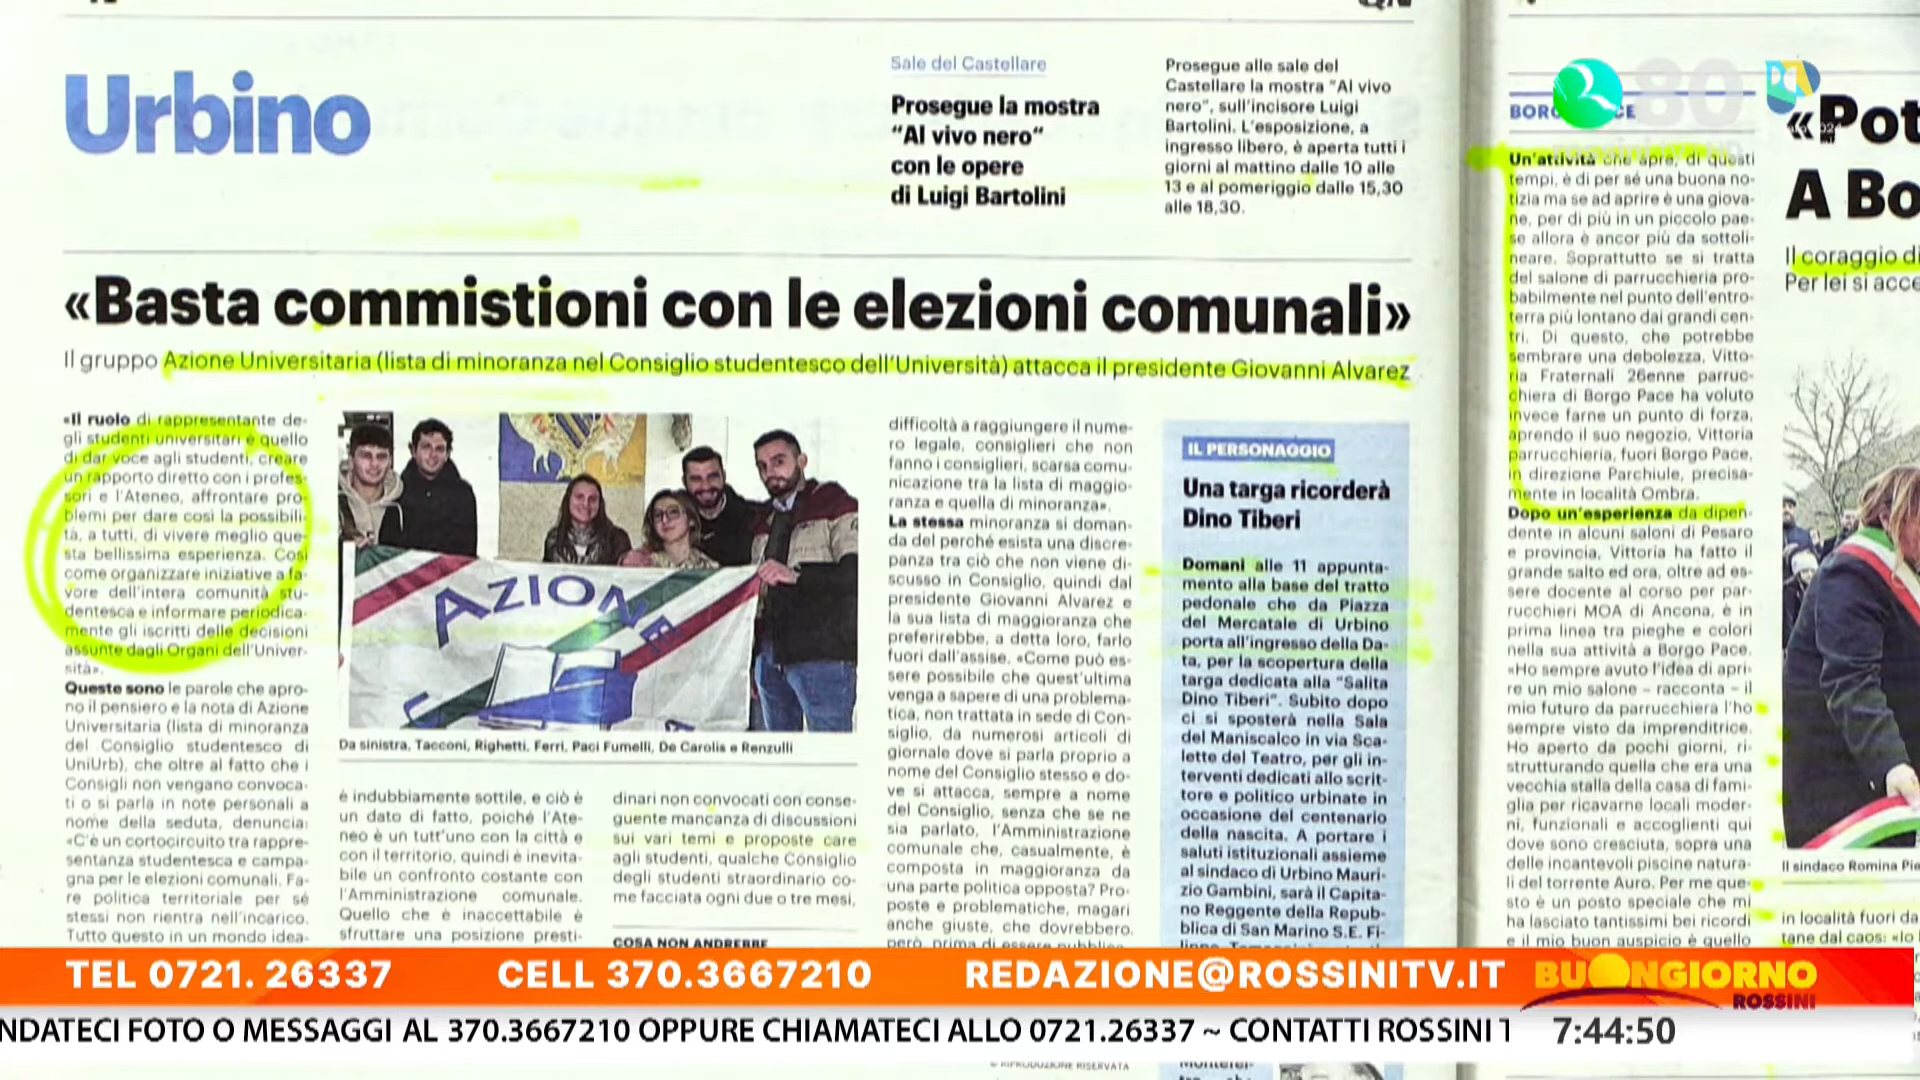 Urbino
Sale del Castellare
Prosegue la mostra
“Al vivo nero“
con le opere
di Luigi Bartolini
Prosegue alle sale del
Castellare la mostra “Al vivo
nero”, sull’incisore Luigi
Bartolini. L’esposizione, a
ingresso libero, è aperta tutti i
giorni al mattino dalle 10 alle
13 e al pomeriggio dalle 15,30
alle 18,30.
«Basta commistioni con le elezioni comunali»
Il gruppo Azione Universitaria (lista di minoranza nel Consiglio studentesco dell’Università) attacca il presidente Giovanni Alvarez
«Il ruolo di rappresentante de-
gli studenti universitari è quello
di dar voce agli studenti, creare
un rapporto diretto con i profes-
sori e l’Ateneo, affrontare pro-
blemi per dare così la possibili-
tà, a tutti, di vivere meglio que-
sta bellissima esperienza. Così
come organizzare iniziative a fa-
vore dell’intera comunità stu-
dentesca e informare periodica-
mente gli iscritti delle decisioni
assunte dagli Organi dell’Univer-
sità».
Queste sono le parole che apro-
no il pensiero e la nota di Azione
Universitaria (lista di minoranza
del Consiglio studentesco di
UniUrb), che oltre al fatto che i
Consigli non vengano convoca-
ti o si parla in note personali a
nome della seduta, denuncia:
«C’è un cortocircuito tra rappre-
sentanza studentesca e campa-
gna per le elezioni comunali. Fa-
re politica territoriale per sé
stessi non rientra nell’incarico.
Tutto questo in un mondo idea-
AZIONE
Da sinistra, Tacconi, Righetti, Ferri, Paci Fumelli, De Carolis e Renzulli
è indubbiamente sottile, e ciò è
un dato di fatto, poiché l’Ate-
neo è un tutt’uno con la città e
con il territorio, quindi è inevita-
bile un confronto costante con
l’Amministrazione comunale.
Quello che è inaccettabile è
sfruttare una posizione presti-
dinari non convocati con conse-
guente mancanza di discussioni
sui vari temi e proposte care
agli studenti, qualche Consiglio
degli studenti straordinario co-
me facciata ogni due o tre mesi,
COSA NON ANDREBBE
difficoltà a raggiungere il nume-
ro legale, consiglieri che non
fanno i consiglieri, scarsa comu-
nicazione tra la lista di maggio-
ranza e quella di minoranza».
La stessa minoranza si doman-
da del perché esista una discre-
panza tra ciò che non viene di-
scusso in Consiglio, quindi dal
presidente Giovanni Alvarez e
la sua lista di maggioranza che
preferirebbe, a detta loro, farlo
fuori dall’assise. «Come può es-
sere possibile che quest’ultima
venga a sapere di una problema-
tica, non trattata in sede di Con-
siglio, da numerosi articoli di
giornale dove si parla proprio a
nome del Consiglio stesso e do-
ve si attacca, sempre a nome
del Consiglio, senza che se ne
sia parlato, l’Amministrazione
comunale che, casualmente, è
composta in maggioranza da
una parte politica opposta? Pro-
poste e problematiche, magari
anche giuste, che dovrebbero,
però, prima di essere
© RIPRODUZIONE RISERVATA
IL PERSONAGGIO
Una targa ricorderà
Dino Tiberi
Domani alle 11 appunta-
mento alla base del tratto
pedonale che da Piazza
del Mercatale di Urbino
porta all’ingresso della Da-
ta, per la scopertura della
targa dedicata alla “Salita
Dino Tiberi”. Subito dopo
ci si sposterà nella Sala
del Maniscalco in via Sca-
lette del Teatro, per gli in-
terventi dedicati allo scrit-
tore e politico urbinate in
occasione del centenario
della nascita. A portare i
saluti istituzionali assieme
al sindaco di Urbino Mauri-
zio Gambini, sarà il Capita-
no Reggente della Repub-
blica di San Marino S.E. Fi-
BORGO PACE
Un’attività che apre, di questi
tempi, è di per sé una buona no-
tizia ma se ad aprire è una giova-
ne, per di più in un piccolo pae-
se allora è ancor più da sottoli-
neare. Soprattutto se si tratta
del salone di parrucchieria pro-
babilmente nel punto dell’entro-
terra più lontano dai grandi cen-
tri. Di questo, che potrebbe
sembrare una debolezza, Vitto-
ria Fraternali 26enne parruc-
chiera di Borgo Pace ha voluto
invece farne un punto di forza,
aprendo il suo negozio, Vittoria
parrucchieria, fuori Borgo Pace,
in direzione Parchiule, precisa-
mente in località Ombra.
Dopo un’esperienza da dipen-
dente in alcuni saloni di Pesaro
e provincia, Vittoria ha fatto il
grande salto ed ora, oltre ad es-
sere docente al corso per par-
rucchieri MOA di Ancona, è in
prima linea tra pieghe e colori
nella sua attività a Borgo Pace.
«Ho sempre avuto l’idea di apri-
re un mio salone – racconta – il
mio futuro da parrucchiera l’ho
sempre visto da imprenditrice.
Ho aperto da pochi giorni, ri-
strutturando quella che era una
vecchia stalla della casa di fami-
glia per ricavarne locali moder-
ni, funzionali e accoglienti qui
dove sono cresciuta, sopra una
delle incantevoli piscine natura-
li del torrente Auro. Per me que-
sto è un posto speciale che mi
ha lasciato tantissimi bei ricordi
e il mio buon auspicio è quello
80
«Pot
A Bo
Il coraggio di
Per lei si acce
Il sindaco Romina Pie
in località fuori da
tane dal caos: «Io
TEL 0721. 26337 CELL 370.3667210 REDAZIONE@ROSSINITV.IT
BUONGIORNO
ROSSINI
NDATECI FOTO O MESSAGGI AL 370.3667210 OPPURE CHIAMATECI ALLO 0721.26337 ~ CONTATTI ROSSINI T
7:44:50